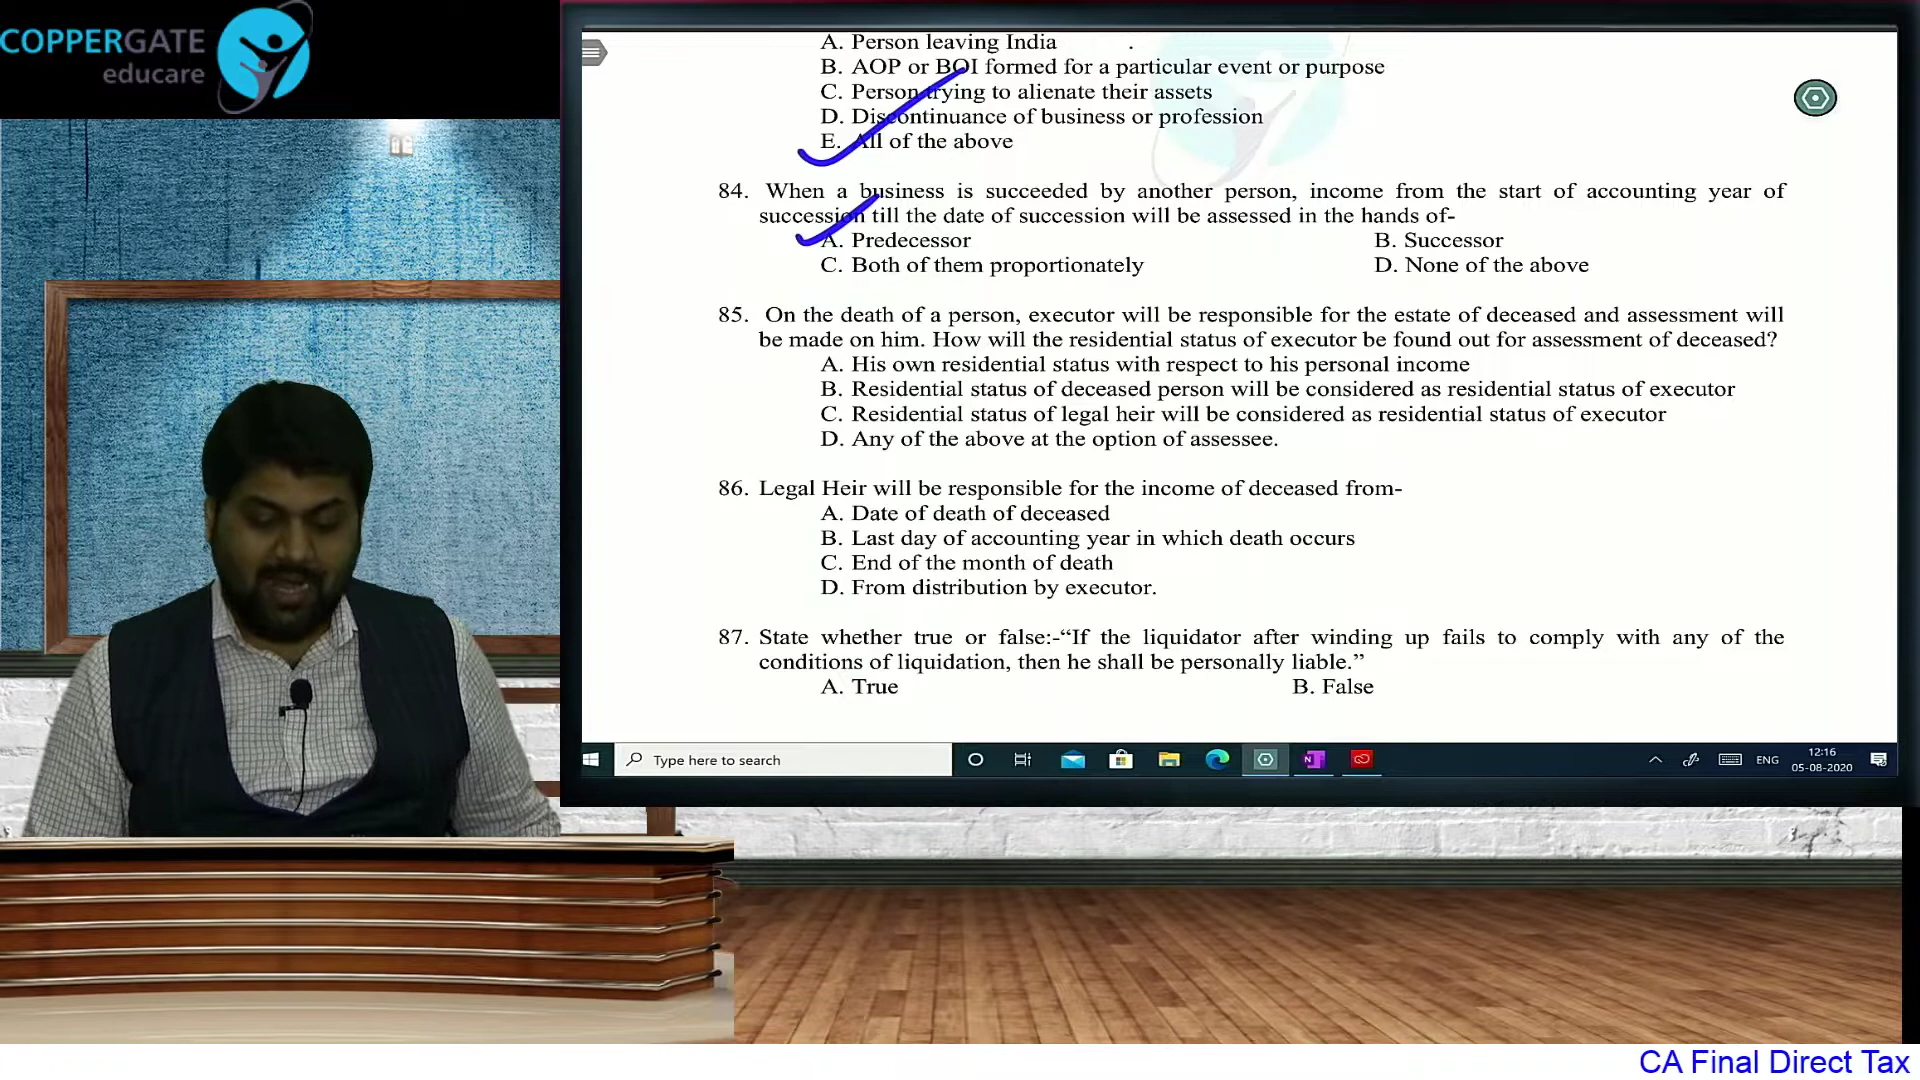 COPPERGATE
educare
A. Person leaving India
B. AOP or BOI formed for a particular event or purpose
C. Person trying to alienate their assets
D. Discontinuance of business or profession
E. All of the above
84. When a business is succeeded by another person, income from the start of accounting year of
succession till the date of succession will be assessed in the hands of-
A. Predecessor B. Successor
C. Both of them proportionately D. None of the above
85. On the death of a person, executor will be responsible for the estate of deceased and assessment will
be made on him. How will the residential status of executor be found out for assessment of deceased?
A. His own residential status with respect to his personal income
B. Residential status of deceased person will be considered as residential status of executor
C. Residential status of legal heir will be considered as residential status of executor
D. Any of the above at the option of assessee.
86. Legal Heir will be responsible for the income of deceased from-
A. Date of death of deceased
B. Last day of accounting year in which death occurs
C. End of the month of death
D. From distribution by executor.
87. State whether true or false:-“If the liquidator after winding up fails to comply with any of the
conditions of liquidation, then he shall be personally liable.”
A. True B. False
Type here to search
ENG
12:16
05-08-2020
CA Final Direct Tax